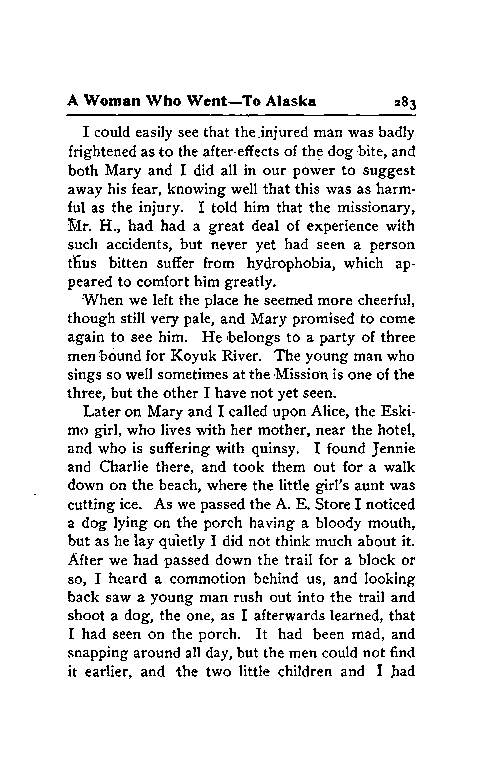 A Woman Who Went—To Alaska 283
I could easily see that the injured man was badly
frightened as to the after-effects of the dog bite, and
both Mary and I did all in our power to suggest
away his fear, knowing well that this was as harm-
ful as the injury. I told him that the missionary,
Mr. H., had had a great deal of experience with
such accidents, but never yet had seen a person
thus bitten suffer from hydrophobia, which ap-
peared to comfort him greatly.
When we left the place he seemed more cheerful,
though still very pale, and Mary promised to come
again to see him. He belongs to a party of three
men bound for Koyuk River. The young man who
sings so well sometimes at the Mission is one of the
three, but the other I have not yet seen.
Later on Mary and I called upon Alice, the Eski-
mo girl, who lives with her mother, near the hotel,
and who is suffering with quinsy. I found Jennie
and Charlie there, and took them out for a walk
down on the beach, where the little girl's aunt was
cutting ice. As we passed the A. E. Store I noticed
a dog lying on the porch having a bloody mouth,
but as he lay quietly I did not think much about it.
After we had passed down the trail for a block or
so, I heard a commotion behind us, and looking
back saw a young man rush out into the trail and
shoot a dog, the one, as I afterwards learned, that
I had seen on the porch. It had been mad, and
snapping around all day, but the men could not find
it earlier, and the two little children and I had